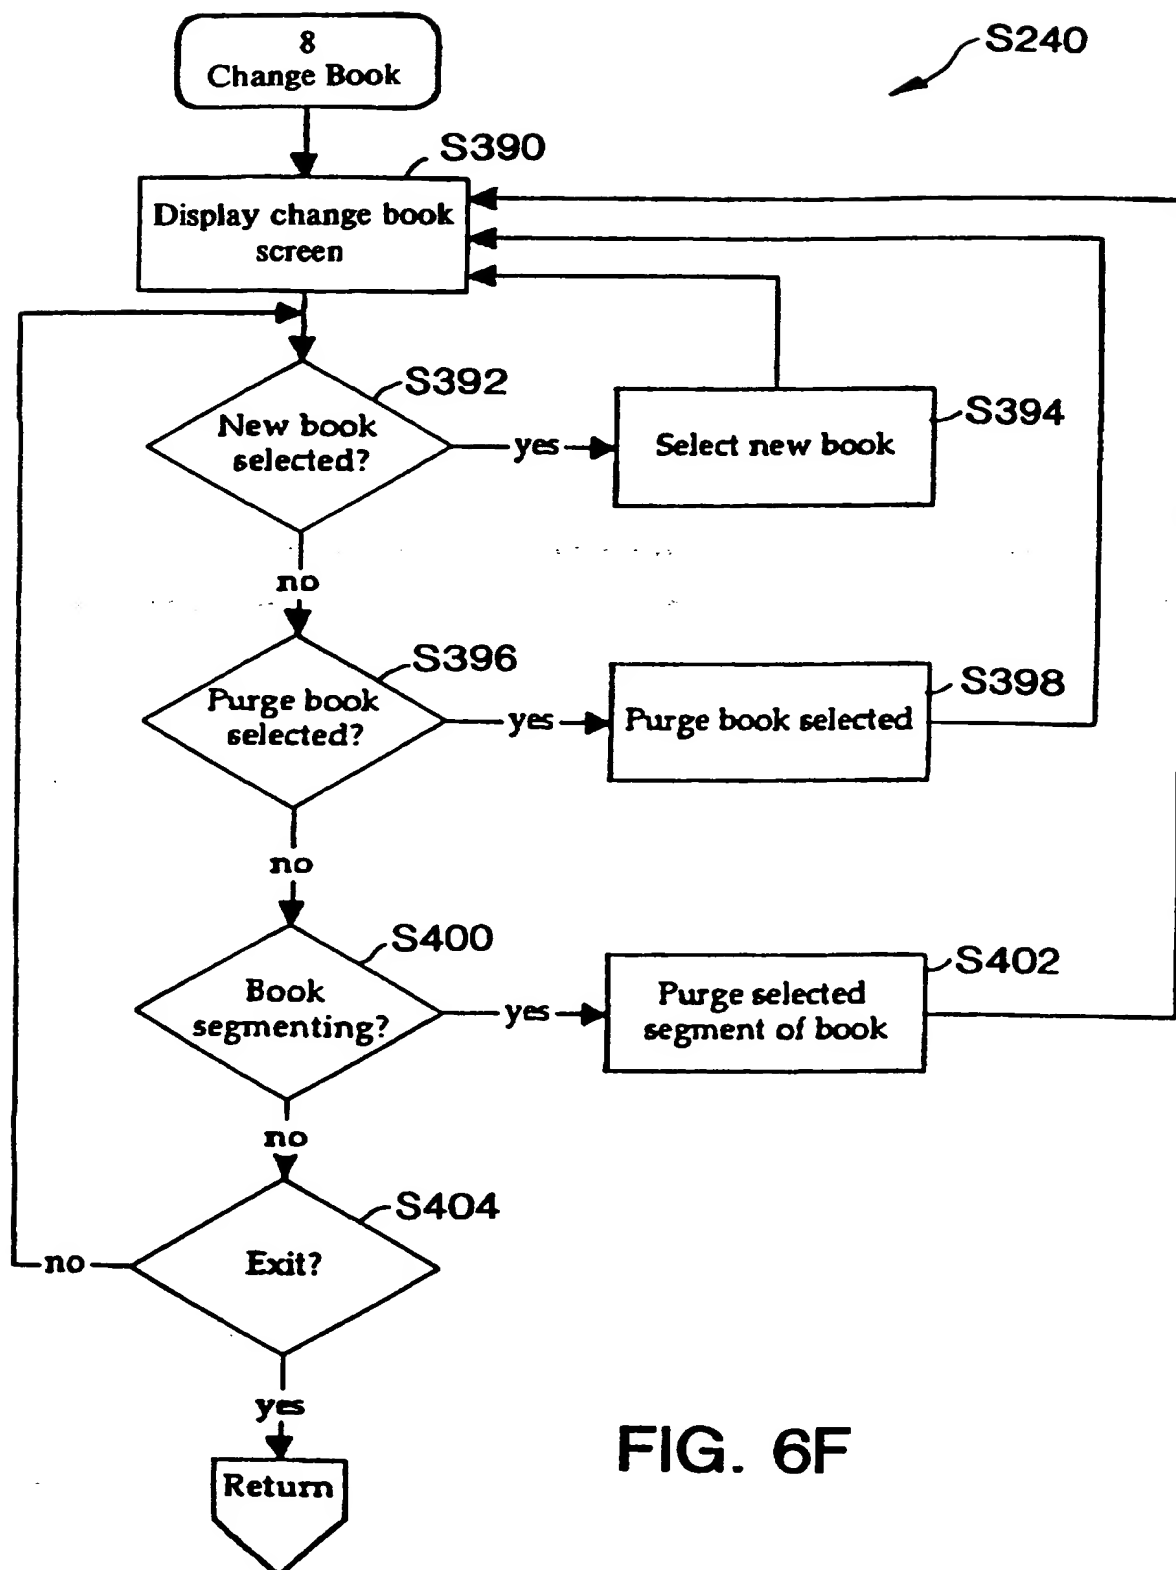 8
Change Book
S240
S390
Display change book
screen
S392
New book
selected?
yes
S394
Select new book
no
S396
Purge book
selected?
yes
S398
Purge book selected
no
S400
Book
segmenting?
yes
S402
Purge selected
segment of book
no
S404
Exit?
no
yes
Return
FIG. 6F